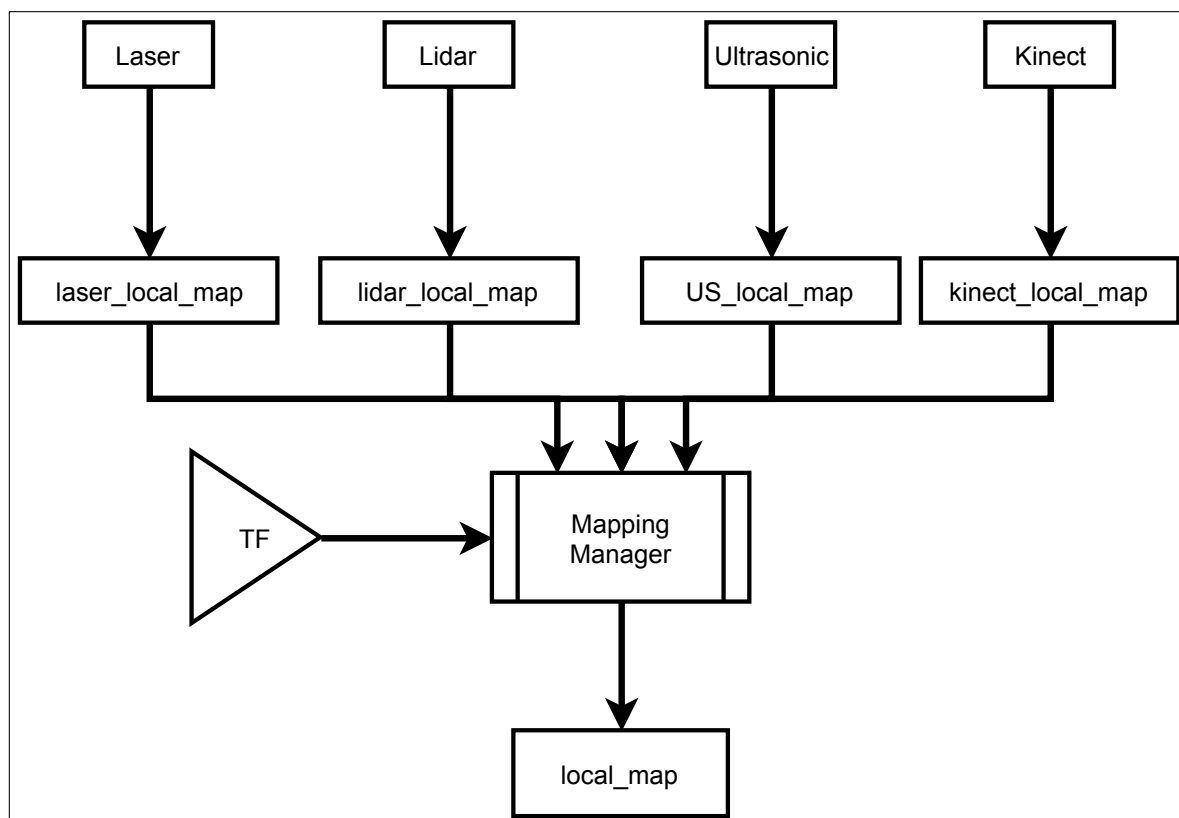 Laser
Lidar
Ultrasonic
Kinect
laser_local_map
lidar_local_map
US_local_map
kinect_local_map
TF
Mapping
Manager
local_map